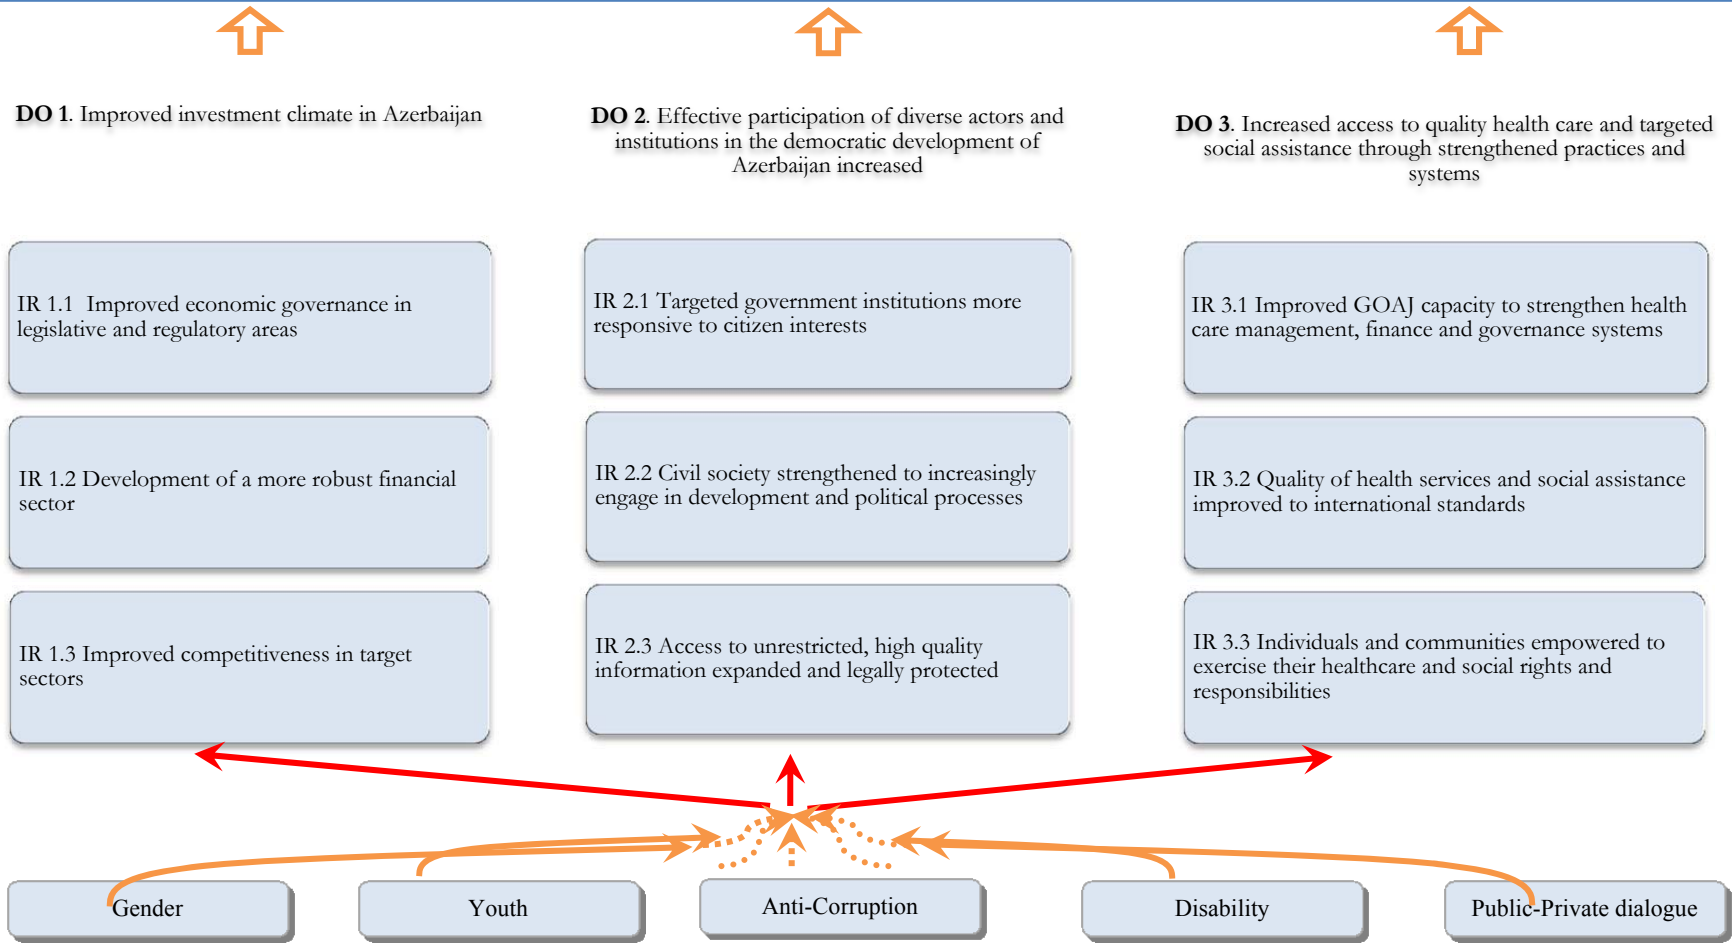 DO 1. Improved investment climate in Azerbaijan
DO 2. Effective participation of diverse actors and
institutions in the democratic development of
Azerbaijan increased
DO 3. Increased access to quality health care and targeted
social assistance through strengthened practices and
systems
IR 1.1 Improved economic governance in
legislative and regulatory areas
IR 2.1 Targeted government institutions more
responsive to citizen interests
IR 3.1 Improved GOAJ capacity to strengthen health
care management, finance and governance systems
IR 1.2 Development of a more robust financial
sector
IR 2.2 Civil society strengthened to increasingly
engage in development and political processes
IR 3.2 Quality of health services and social assistance
improved to international standards
IR 1.3 Improved competitiveness in target
sectors
IR 2.3 Access to unrestricted, high quality
information expanded and legally protected
IR 3.3 Individuals and communities empowered to
exercise their healthcare and social rights and
responsibilities
Gender
Youth
Anti-Corruption
Disability
Public-Private dialogue